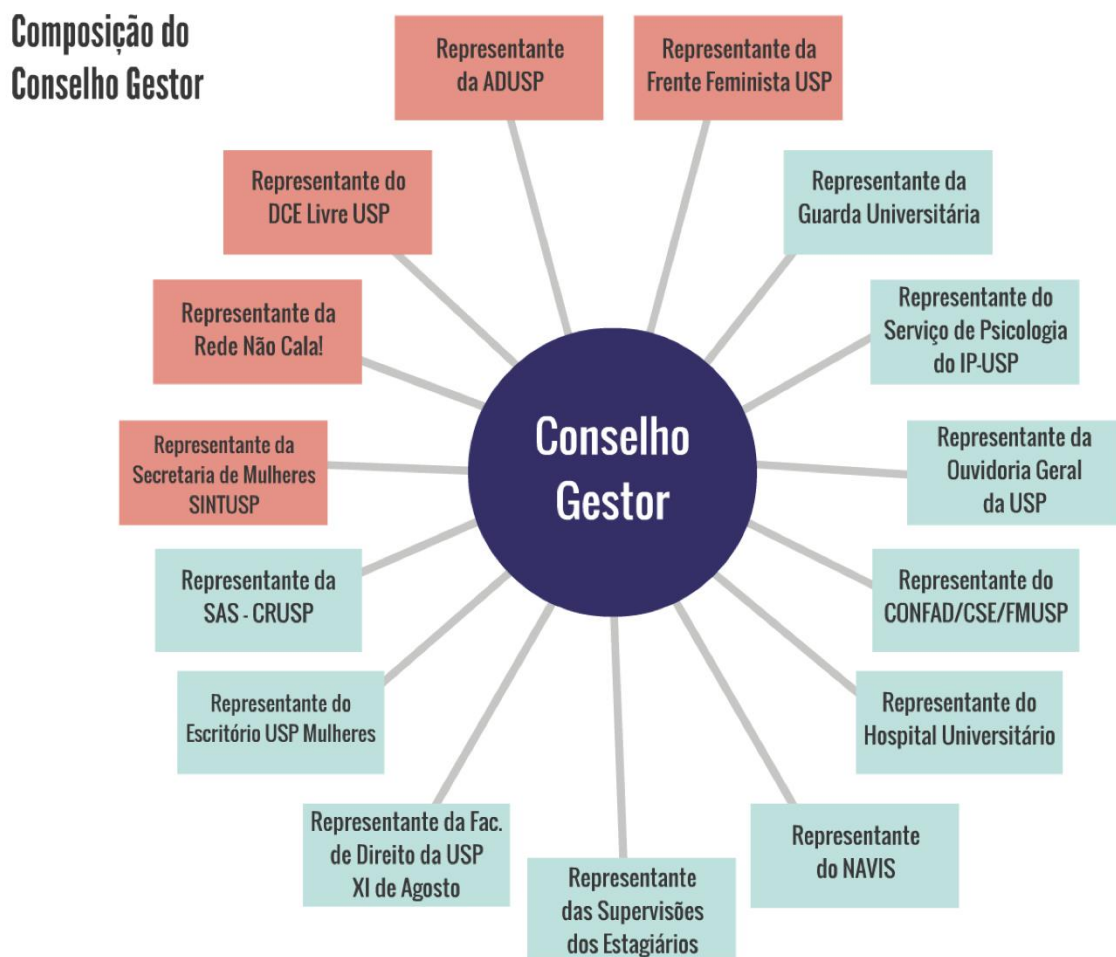 Composição do
Conselho Gestor
Representante
da ADUSP
Representante da
Frente Feminista USP
Representante do
DCE Livre USP
Representante da
Guarda Universitária
Representante da
Rede Não Cala!
Representante do
Serviço de Psicologia
do IP-USP
Representante da
Secretaria de Mulheres
SINTUSP
Conselho
Gestor
Representante da
Ouvidoria Geral
da USP
Representante da
SAS - CRUSP
Representante do
CONFAD/CSE/FMUSP
Representante do
Escritório USP Mulheres
Representante do
Hospital Universitário
Representante da Fac.
de Direito da USP
XI de Agosto
Representante
das Supervisões
dos Estagiários
Representante
do NAVIS